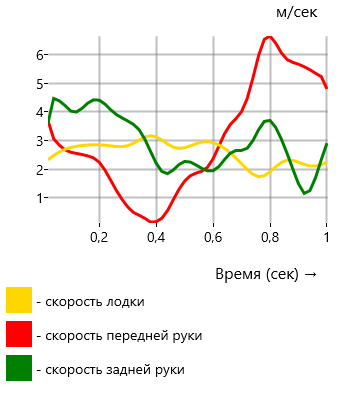 м/сек
6
5
4
3
2
1
0,2 0,4 0,6 0,8 1
Время (сек) →
- скорость лодки
- скорость передней руки
- скорость задней руки